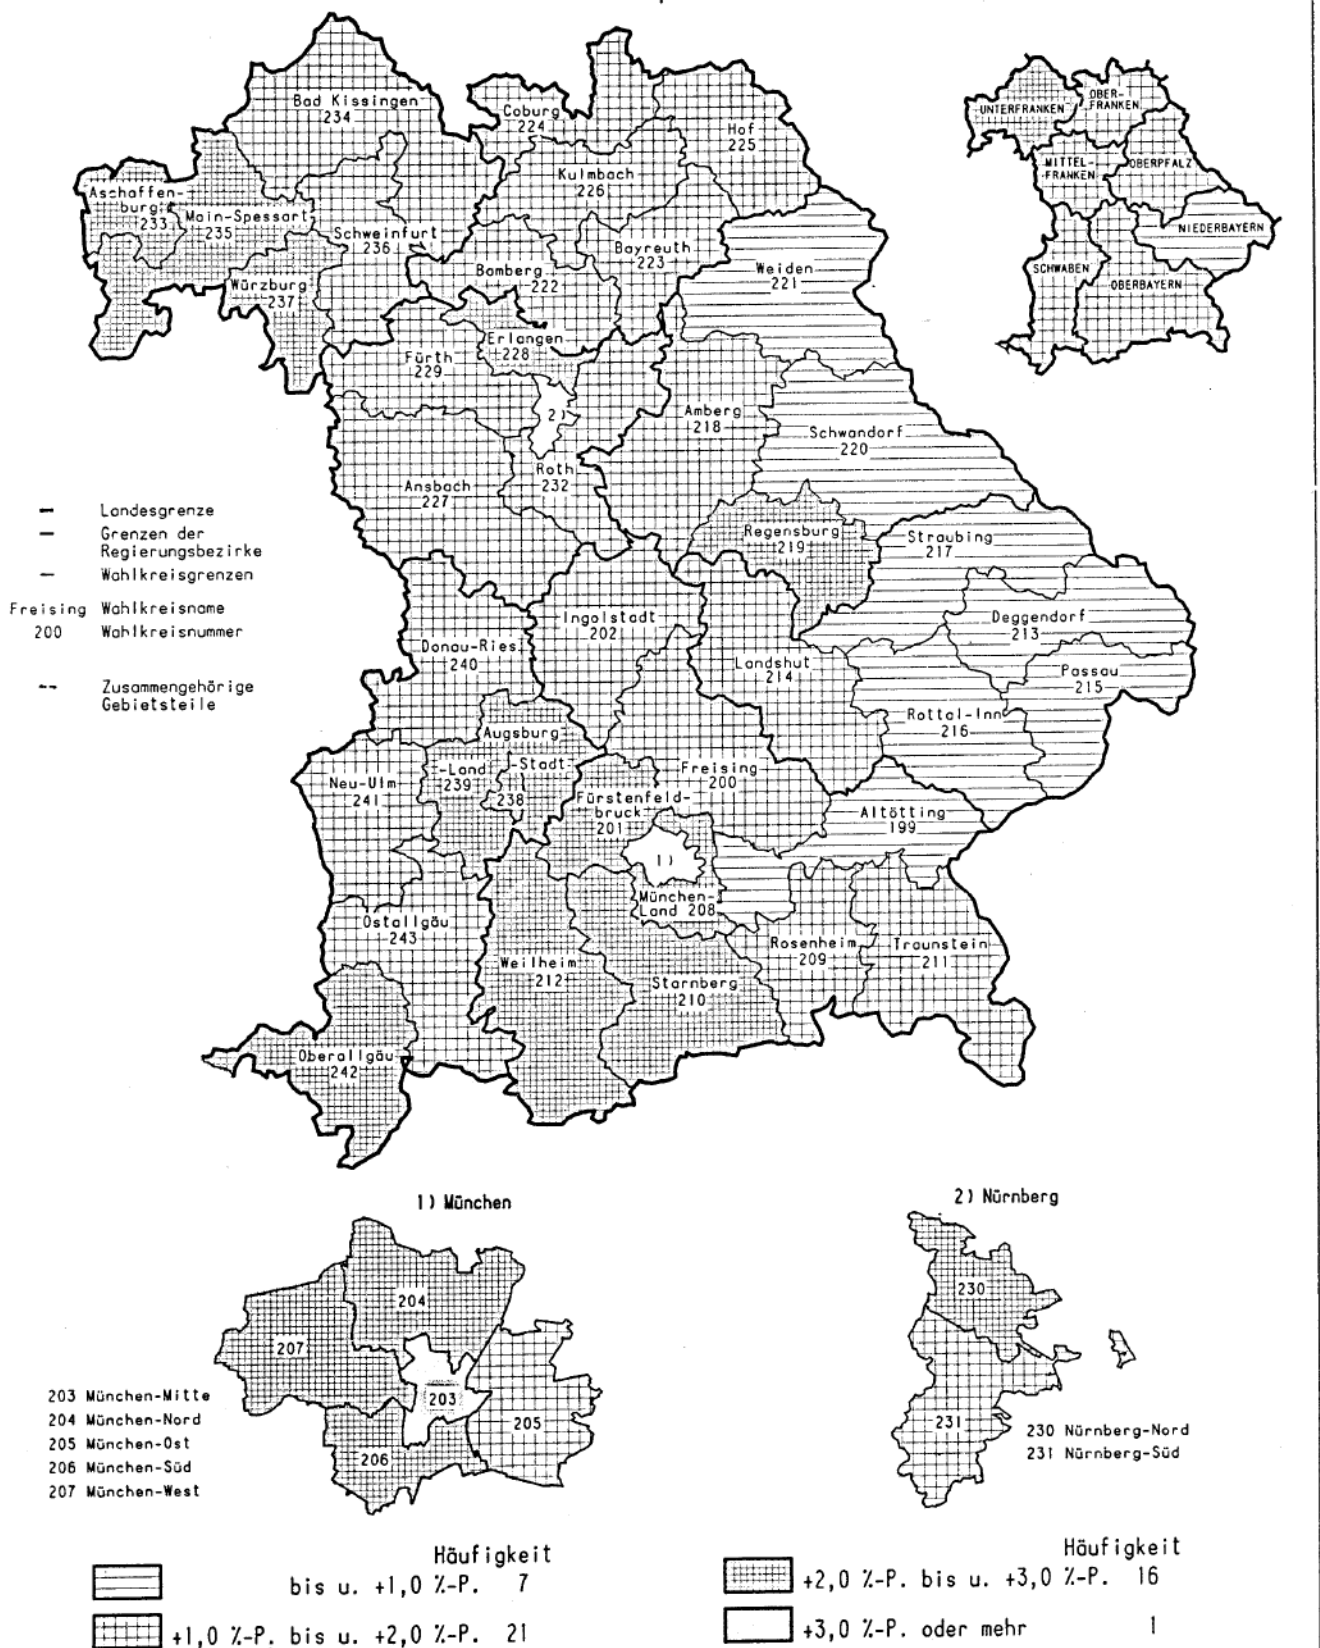 Bad Kissingen
234
Coburg
224
Hof
225
Kulmbach
226
Aschaffen-
burg
233
Main-Spessart
235
Schweinfurt
236
Bayreuth
223
Bamberg
222
Würzburg
237
Weiden
221
Erlangen
228
Fürth
229
2)
Amberg
218
Schwandorf
220
Roth
232
Ansbach
227
Regensburg
219
Straubing
217
Ingolstadt
202
Deggendorf
213
Donau-Ries
240
Landshut
214
Passau
215
Rottal-Inn
216
Augsburg
-Land
239
-Stadt
238
Neu-Ulm
241
Freising
200
Fürstenfeld-
bruck
201
Altötting
199
1)
München-
Land 208
Ostallgäu
243
Rosenheim
209
Traunstein
211
Weilheim
212
Starnberg
210
Oberallgäu
242
UNTERFRANKEN
OBER-
FRANKEN
MITTEL-
FRANKEN
OBERPFALZ
NIEDERBAYERN
SCHWABEN
OBERBAYERN
Landesgrenze
Grenzen der
Regierungsbezirke
Wahlkreisgrenzen
Freising Wahlkreisname
200 Wahlkreisnummer
Zusammengehörige
Gebietsteile
1) München
204
207
203
205
206
203 München-Mitte
204 München-Nord
205 München-Ost
206 München-Süd
207 München-West
2) Nürnberg
230
231
230 Nürnberg-Nord
231 Nürnberg-Süd
Häufigkeit
bis u. +1,0 %-P. 7
+1,0 %-P. bis u. +2,0 %-P. 21
Häufigkeit
+2,0 %-P. bis u. +3,0 %-P. 16
+3,0 %-P. oder mehr 1